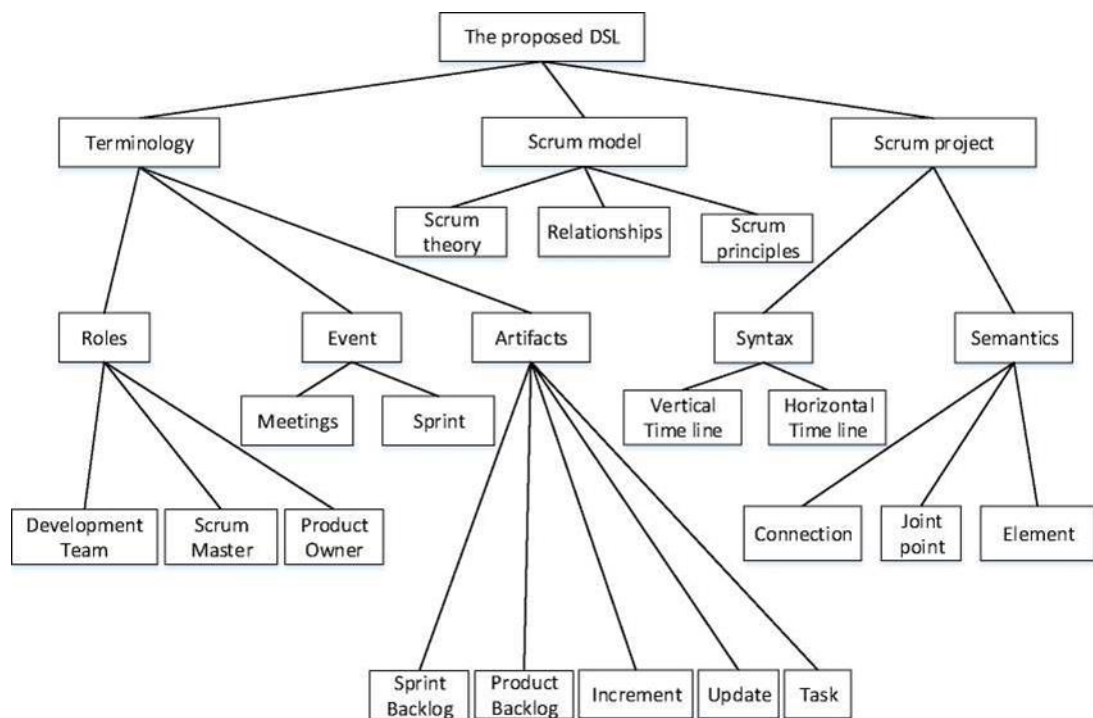 The proposed DSL
Terminology
Scrum model
Scrum project
Scrum
theory
Relationships
Scrum
principles
Roles
Event
Artifacts
Syntax
Semantics
Meetings
Sprint
Vertical
Time line
Horizontal
Time line
Development
Team
Scrum
Master
Product
Owner
Connection
Joint
point
Element
Sprint
Backlog
Product
Backlog
Increment
Update
Task